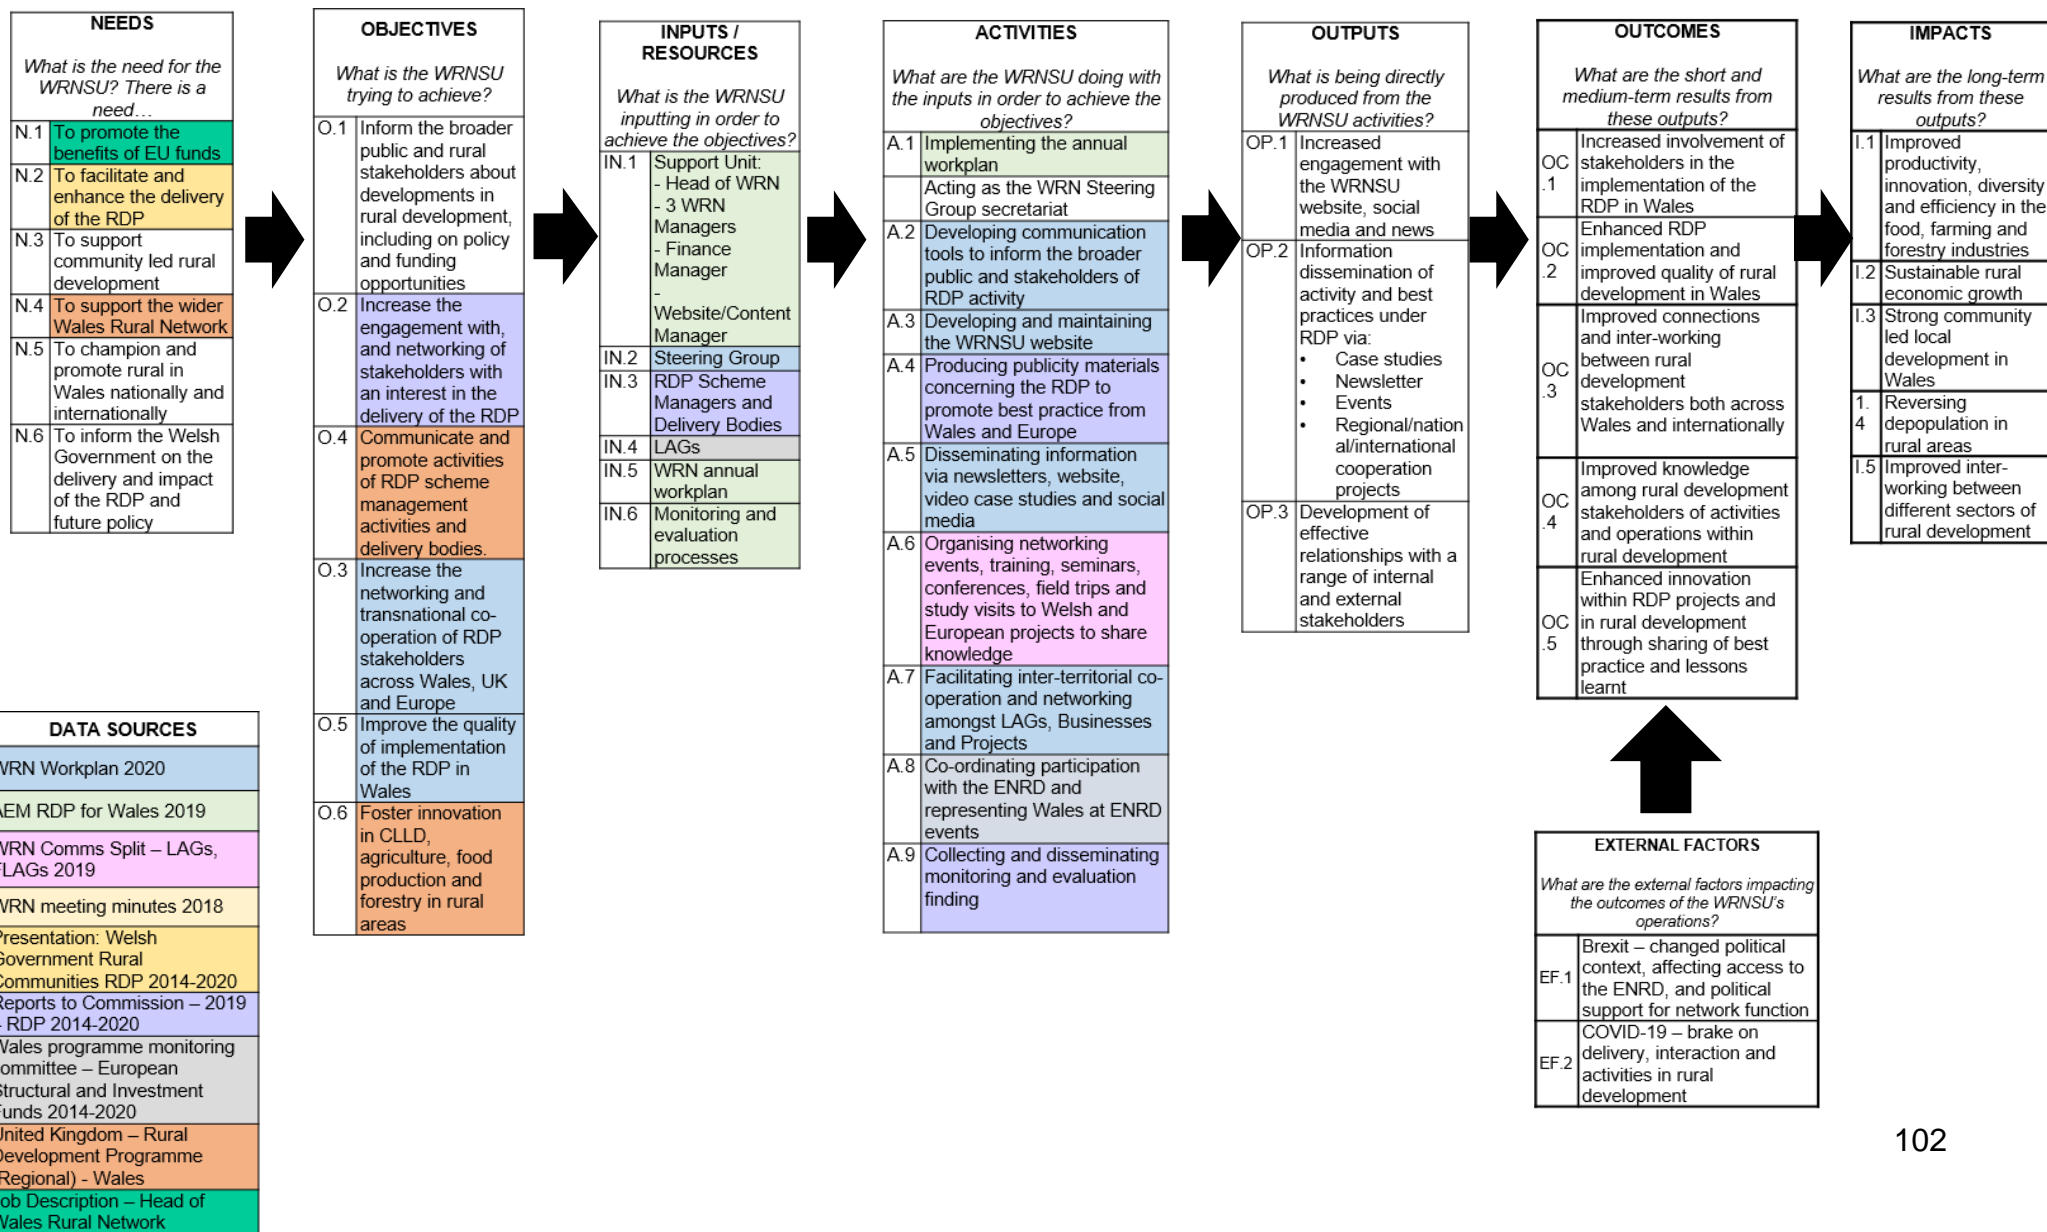 NEEDS
What is the need for the
WRNSU? There is a
need…
N.1 To promote the
benefits of EU funds
N.2 To facilitate and
enhance the delivery
of the RDP
N.3 To support
community led rural
development
N.4 To support the wider
Wales Rural Network
N.5 To champion and
promote rural in
Wales nationally and
internationally
N.6 To inform the Welsh
Government on the
delivery and impact
of the RDP and
future policy
OBJECTIVES
What is the WRNSU
trying to achieve?
O.1 Inform the broader
public and rural
stakeholders about
developments in
rural development,
including on policy
and funding
opportunities
O.2 Increase the
engagement with,
and networking of
stakeholders with
an interest in the
delivery of the RDP
O.4 Communicate and
promote activities
of RDP scheme
management
activities and
delivery bodies.
O.3 Increase the
networking and
transnational co-
operation of RDP
stakeholders
across Wales, UK
and Europe
O.5 Improve the quality
of implementation
of the RDP in
Wales
O.6 Foster innovation
in CLLD,
agriculture, food
production and
forestry in rural
areas
INPUTS /
RESOURCES
What is the WRNSU
inputting in order to
achieve the objectives?
IN.1 Support Unit:
- Head of WRN
- 3 WRN
Managers
- Finance
Manager
-
Website/Content
Manager
IN.2 Steering Group
IN.3 RDP Scheme
Managers and
Delivery Bodies
IN.4 LAGs
IN.5 WRN annual
workplan
IN.6 Monitoring and
evaluation
processes
ACTIVITIES
What are the WRNSU doing with
the inputs in order to achieve the
objectives?
A.1 Implementing the annual
workplan
Acting as the WRN Steering
Group secretariat
A.2 Developing communication
tools to inform the broader
public and stakeholders of
RDP activity
A.3 Developing and maintaining
the WRNSU website
A.4 Producing publicity materials
concerning the RDP to
promote best practice from
Wales and Europe
A.5 Disseminating information
via newsletters, website,
video case studies and social
media
A.6 Organising networking
events, training, seminars,
conferences, field trips and
study visits to Welsh and
European projects to share
knowledge
A.7 Facilitating inter-territorial co-
operation and networking
amongst LAGs, Businesses
and Projects
A.8 Co-ordinating participation
with the ENRD and
representing Wales at ENRD
events
A.9 Collecting and disseminating
monitoring and evaluation
finding
OUTPUTS
What is being directly
produced from the
WRNSU activities?
OP.1 Increased
engagement with
the WRNSU
website, social
media and news
OP.2 Information
dissemination of
activity and best
practices under
RDP via:
• Case studies
• Newsletter
• Events
• Regional/nation
al/international
cooperation
projects
OP.3 Development of
effective
relationships with a
range of internal
and external
stakeholders
OUTCOMES
What are the short and
medium-term results from
these outputs?
OC.1 Increased involvement of
stakeholders in the
implementation of the
RDP in Wales
OC.2 Enhanced RDP
implementation and
improved quality of rural
development in Wales
OC.3 Improved connections
and inter-working
between rural
development
stakeholders both across
Wales and internationally
OC.4 Improved knowledge
among rural development
stakeholders of activities
and operations within
rural development
OC.5 Enhanced innovation
within RDP projects and
in rural development
through sharing of best
practice and lessons
learnt
IMPACTS
What are the long-term
results from these
outputs?
I.1 Improved
productivity,
innovation, diversity
and efficiency in the
food, farming and
forestry industries
I.2 Sustainable rural
economic growth
I.3 Strong community
led local
development in
Wales
1.4 Reversing
depopulation in
rural areas
I.5 Improved inter-
working between
different sectors of
rural development
DATA SOURCES
WRN Workplan 2020
AEM RDP for Wales 2019
WRN Comms Split – LAGs,
FLAGs 2019
WRN meeting minutes 2018
Presentation: Welsh
Government Rural
Communities RDP 2014-2020
Reports to Commission – 2019
- RDP 2014-2020
Wales programme monitoring
committee – European
Structural and Investment
Funds 2014-2020
United Kingdom – Rural
Development Programme
(Regional) - Wales
Job Description – Head of
Wales Rural Network
EXTERNAL FACTORS
What are the external factors impacting
the outcomes of the WRNSU's
operations?
EF.1 Brexit – changed political
context, affecting access to
the ENRD, and political
support for network function
EF.2 COVID-19 – brake on
delivery, interaction and
activities in rural
development
102